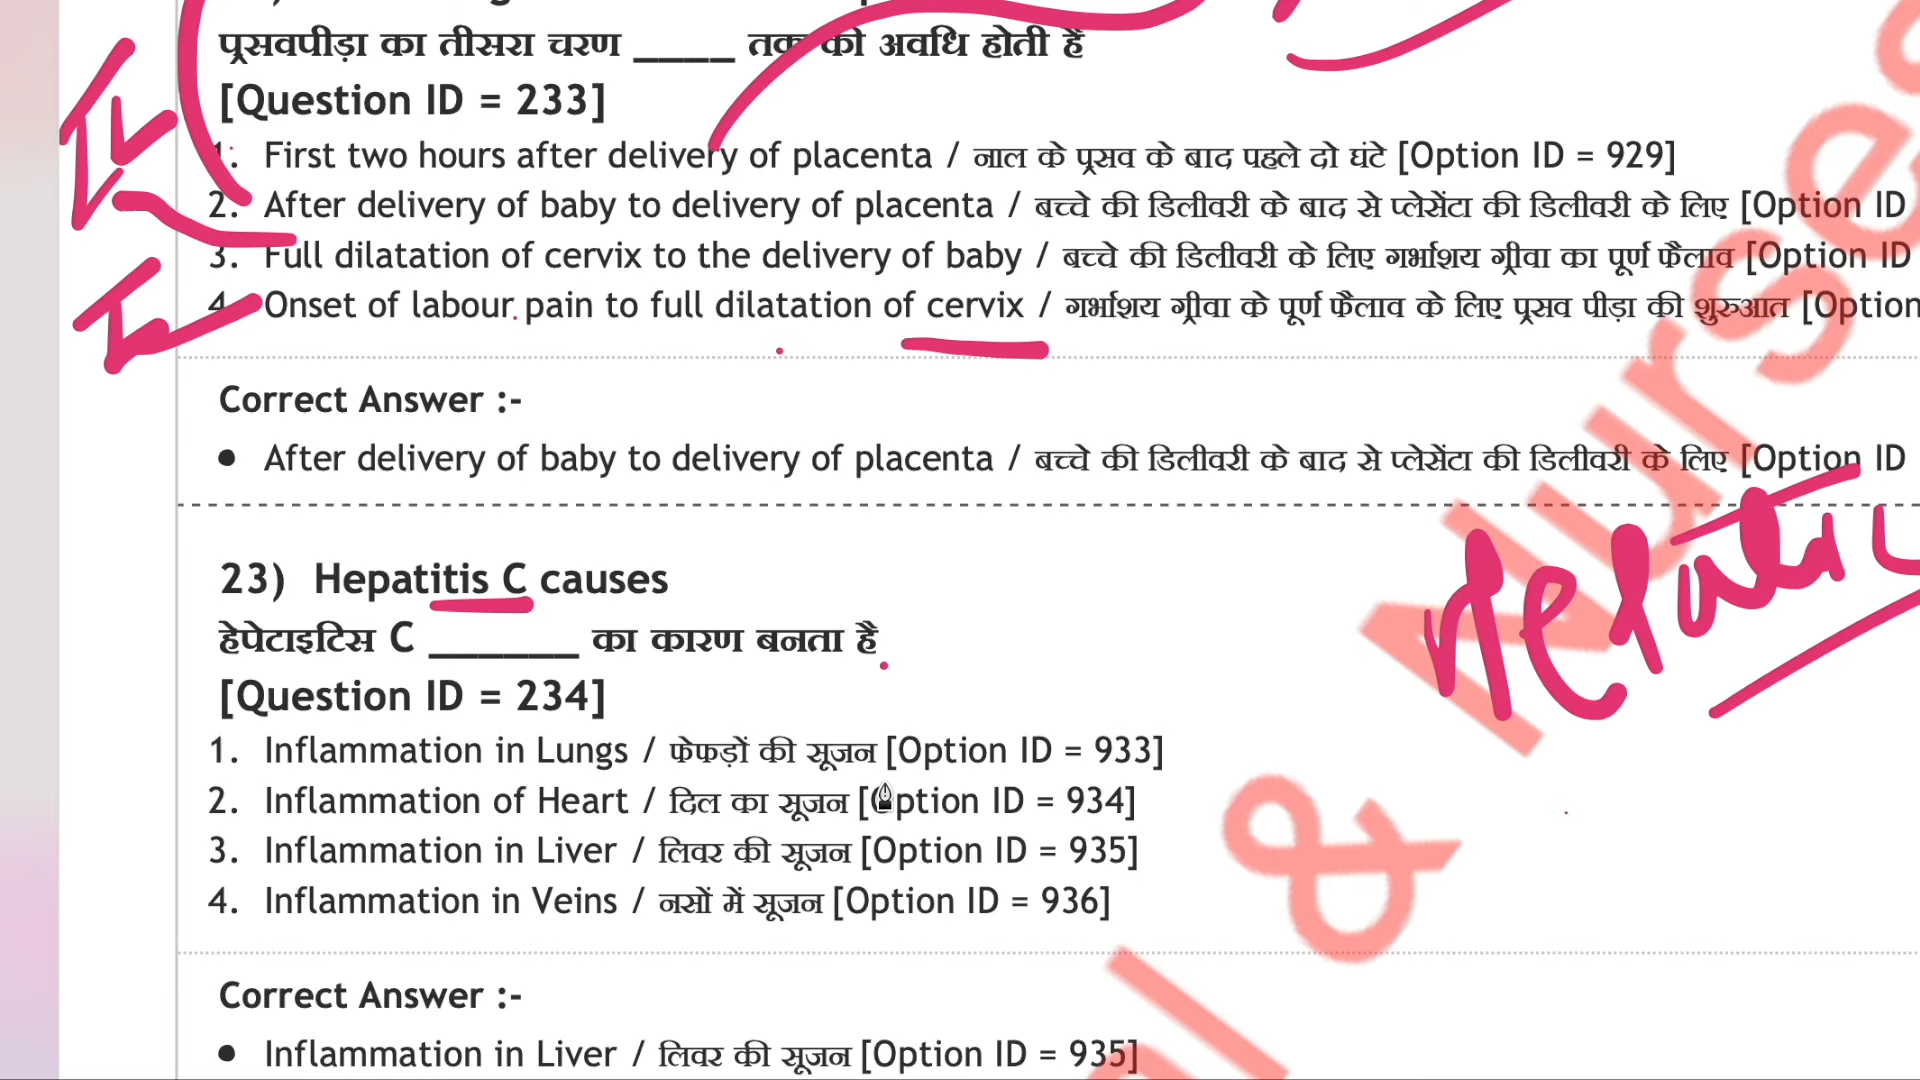 प्रसवपीड़ा का तीसरा चरण ____ तक की अवधि होती है
[Question ID = 233]
1. First two hours after delivery of placenta / नाल के प्रसव के बाद पहले दो घंटे [Option ID = 929]
2. After delivery of baby to delivery of placenta / बच्चे की डिलीवरी के बाद से प्लेसेंटा की डिलीवरी के लिए [Option ID
3. Full dilatation of cervix to the delivery of baby / बच्चे की डिलीवरी के लिए गर्भाशय ग्रीवा का पूर्ण फैलाव [Option ID
4. Onset of labour pain to full dilatation of cervix / गर्भाशय ग्रीवा के पूर्ण फैलाव के लिए प्रसव पीड़ा की शुरुआत [Option
Correct Answer :-
• After delivery of baby to delivery of placenta / बच्चे की डिलीवरी के बाद से प्लेसेंटा की डिलीवरी के लिए [Option ID
23) Hepatitis C causes
हेपेटाइटिस C ______ का कारण बनता है
[Question ID = 234]
1. Inflammation in Lungs / फेफड़ों की सूजन [Option ID = 933]
2. Inflammation of Heart / दिल का सूजन [Option ID = 934]
3. Inflammation in Liver / लिवर की सूजन [Option ID = 935]
4. Inflammation in Veins / नसों में सूजन [Option ID = 936]
Correct Answer :-
• Inflammation in Liver / लिवर की सूजन [Option ID = 935]
& Nurses